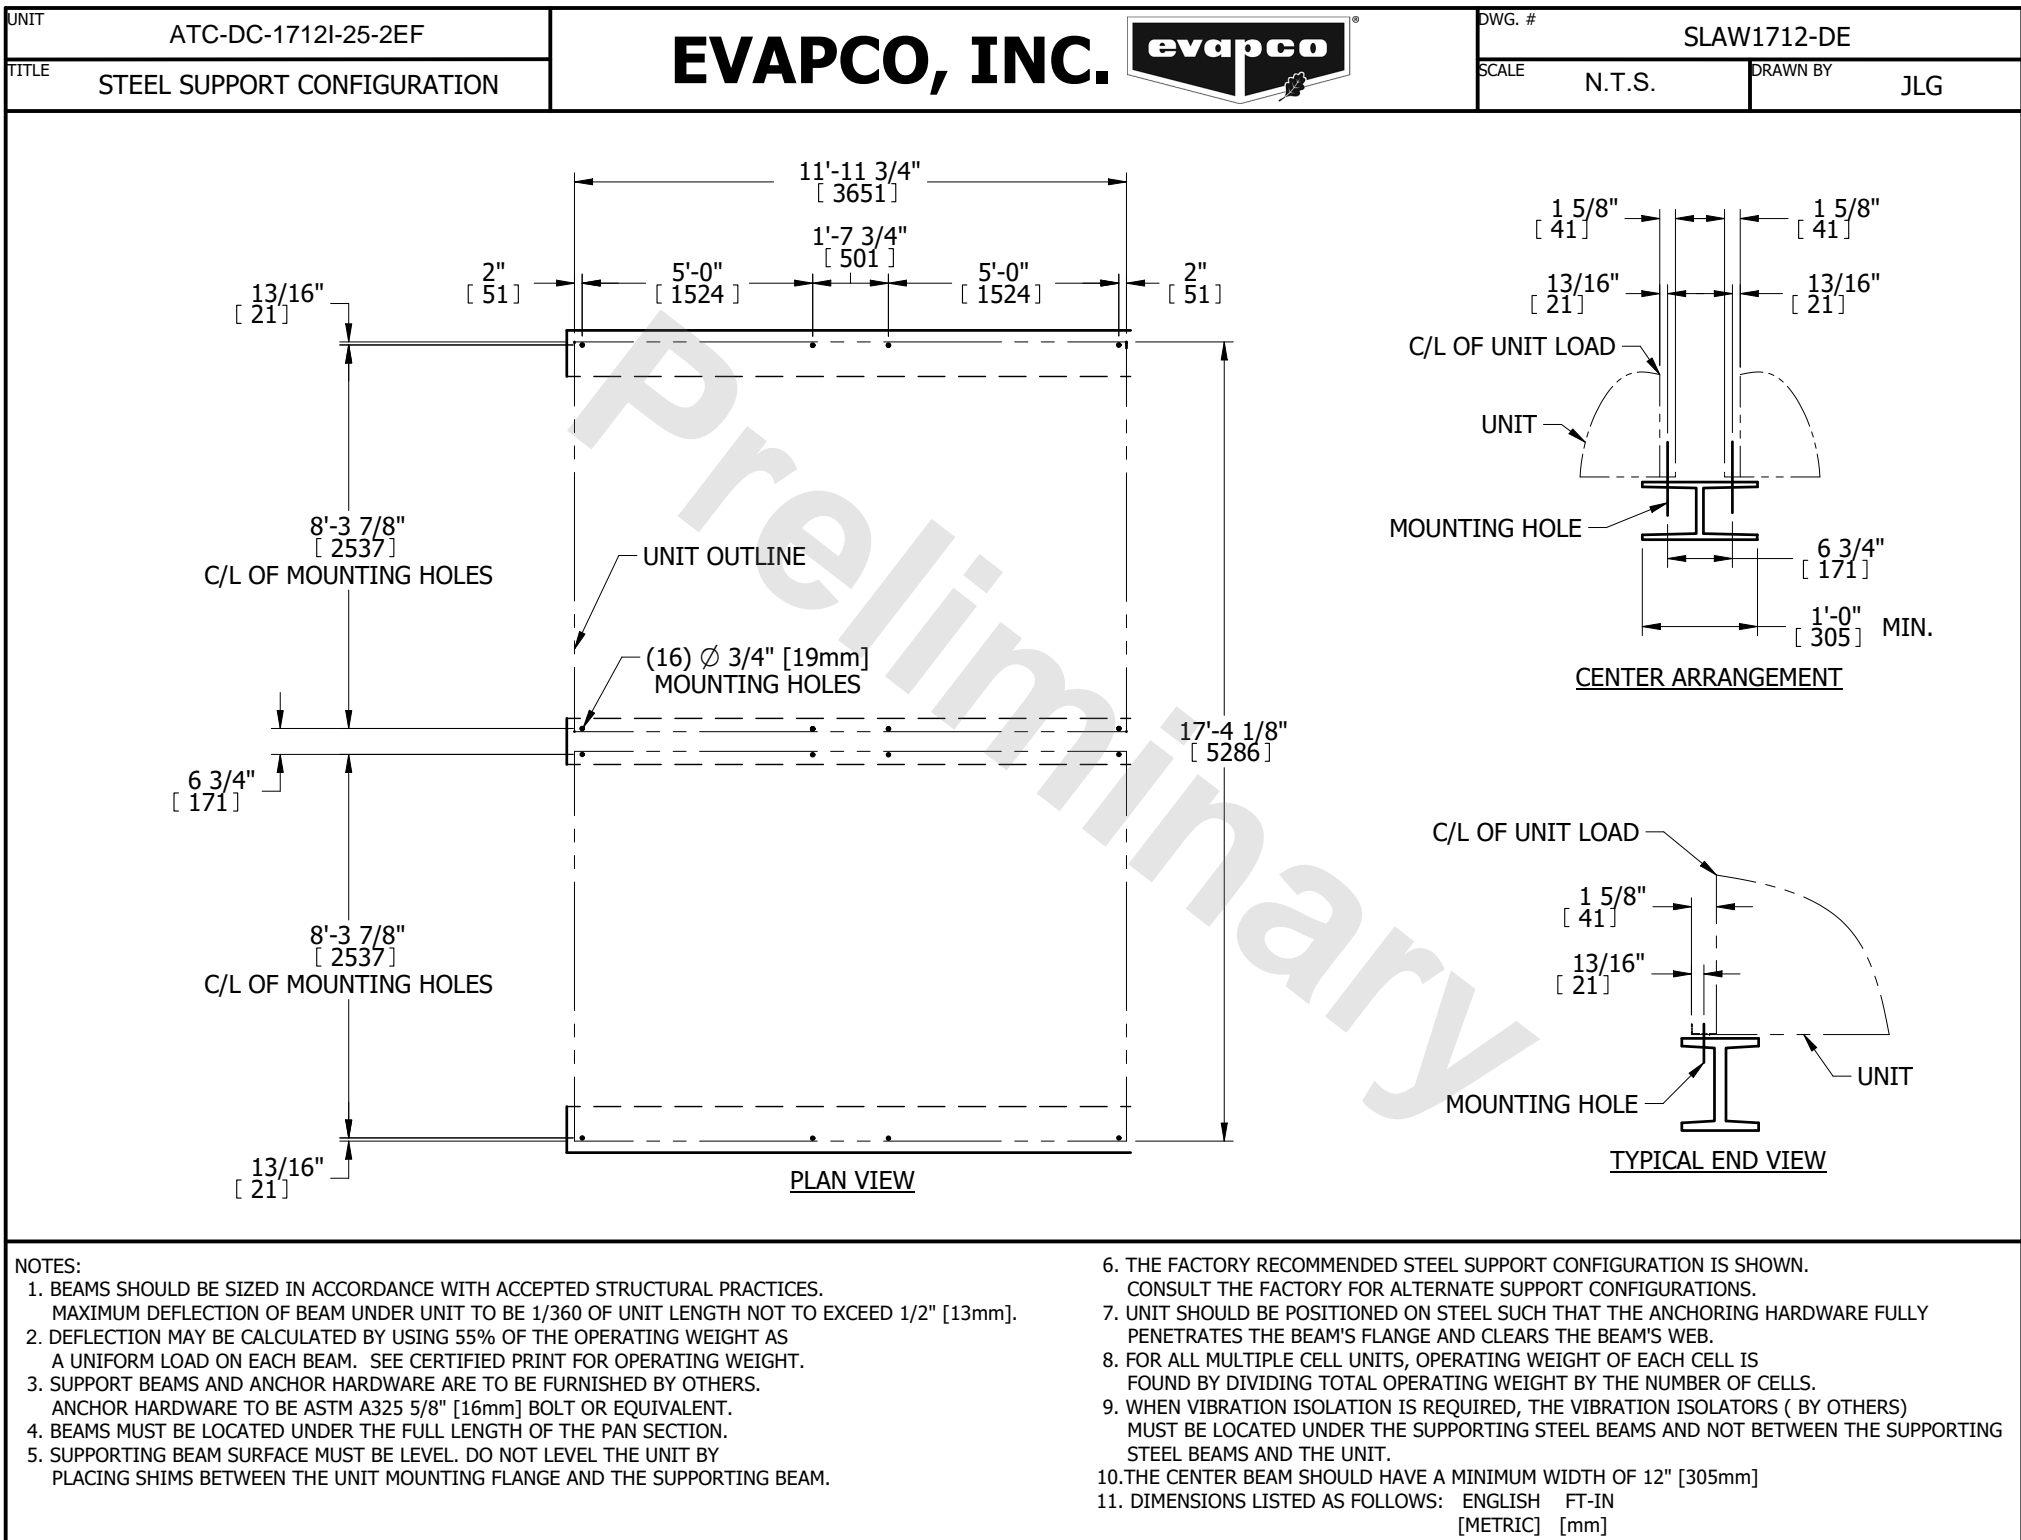 UNIT
ATC-DC-1712I-25-2EF
TITLE
STEEL SUPPORT CONFIGURATION
EVAPCO, INC.
evapco
®
DWG. #
SLAW1712-DE
SCALE
N.T.S.
DRAWN BY
JLG
11'-11 3/4"
[ 3651]
1'-7 3/4"
[ 501 ]
2"
[ 51]
5'-0"
[ 1524 ]
5'-0"
[ 1524]
2"
[ 51]
13/16"
[ 21]
8'-3 7/8"
[ 2537]
C/L OF MOUNTING HOLES
UNIT OUTLINE
(16) Ø 3/4" [19mm]
MOUNTING HOLES
6 3/4"
[ 171]
17'-4 1/8"
[ 5286]
8'-3 7/8"
[ 2537]
C/L OF MOUNTING HOLES
13/16"
[ 21]
PLAN VIEW
Preliminary
1 5/8"
[ 41]
1 5/8"
[ 41]
13/16"
[ 21]
13/16"
[ 21]
C/L OF UNIT LOAD
UNIT
MOUNTING HOLE
6 3/4"
[ 171]
1'-0"
[ 305]
MIN.
CENTER ARRANGEMENT
C/L OF UNIT LOAD
1 5/8"
[ 41]
13/16"
[ 21]
UNIT
MOUNTING HOLE
TYPICAL END VIEW
NOTES:
1. BEAMS SHOULD BE SIZED IN ACCORDANCE WITH ACCEPTED STRUCTURAL PRACTICES.
MAXIMUM DEFLECTION OF BEAM UNDER UNIT TO BE 1/360 OF UNIT LENGTH NOT TO EXCEED 1/2" [13mm].
2. DEFLECTION MAY BE CALCULATED BY USING 55% OF THE OPERATING WEIGHT AS
A UNIFORM LOAD ON EACH BEAM. SEE CERTIFIED PRINT FOR OPERATING WEIGHT.
3. SUPPORT BEAMS AND ANCHOR HARDWARE ARE TO BE FURNISHED BY OTHERS.
ANCHOR HARDWARE TO BE ASTM A325 5/8" [16mm] BOLT OR EQUIVALENT.
4. BEAMS MUST BE LOCATED UNDER THE FULL LENGTH OF THE PAN SECTION.
5. SUPPORTING BEAM SURFACE MUST BE LEVEL. DO NOT LEVEL THE UNIT BY
PLACING SHIMS BETWEEN THE UNIT MOUNTING FLANGE AND THE SUPPORTING BEAM.
6. THE FACTORY RECOMMENDED STEEL SUPPORT CONFIGURATION IS SHOWN.
CONSULT THE FACTORY FOR ALTERNATE SUPPORT CONFIGURATIONS.
7. UNIT SHOULD BE POSITIONED ON STEEL SUCH THAT THE ANCHORING HARDWARE FULLY
PENETRATES THE BEAM'S FLANGE AND CLEARS THE BEAM'S WEB.
8. FOR ALL MULTIPLE CELL UNITS, OPERATING WEIGHT OF EACH CELL IS
FOUND BY DIVIDING TOTAL OPERATING WEIGHT BY THE NUMBER OF CELLS.
9. WHEN VIBRATION ISOLATION IS REQUIRED, THE VIBRATION ISOLATORS ( BY OTHERS)
MUST BE LOCATED UNDER THE SUPPORTING STEEL BEAMS AND NOT BETWEEN THE SUPPORTING
STEEL BEAMS AND THE UNIT.
10.THE CENTER BEAM SHOULD HAVE A MINIMUM WIDTH OF 12" [305mm]
11. DIMENSIONS LISTED AS FOLLOWS: ENGLISH FT-IN
[METRIC] [mm]